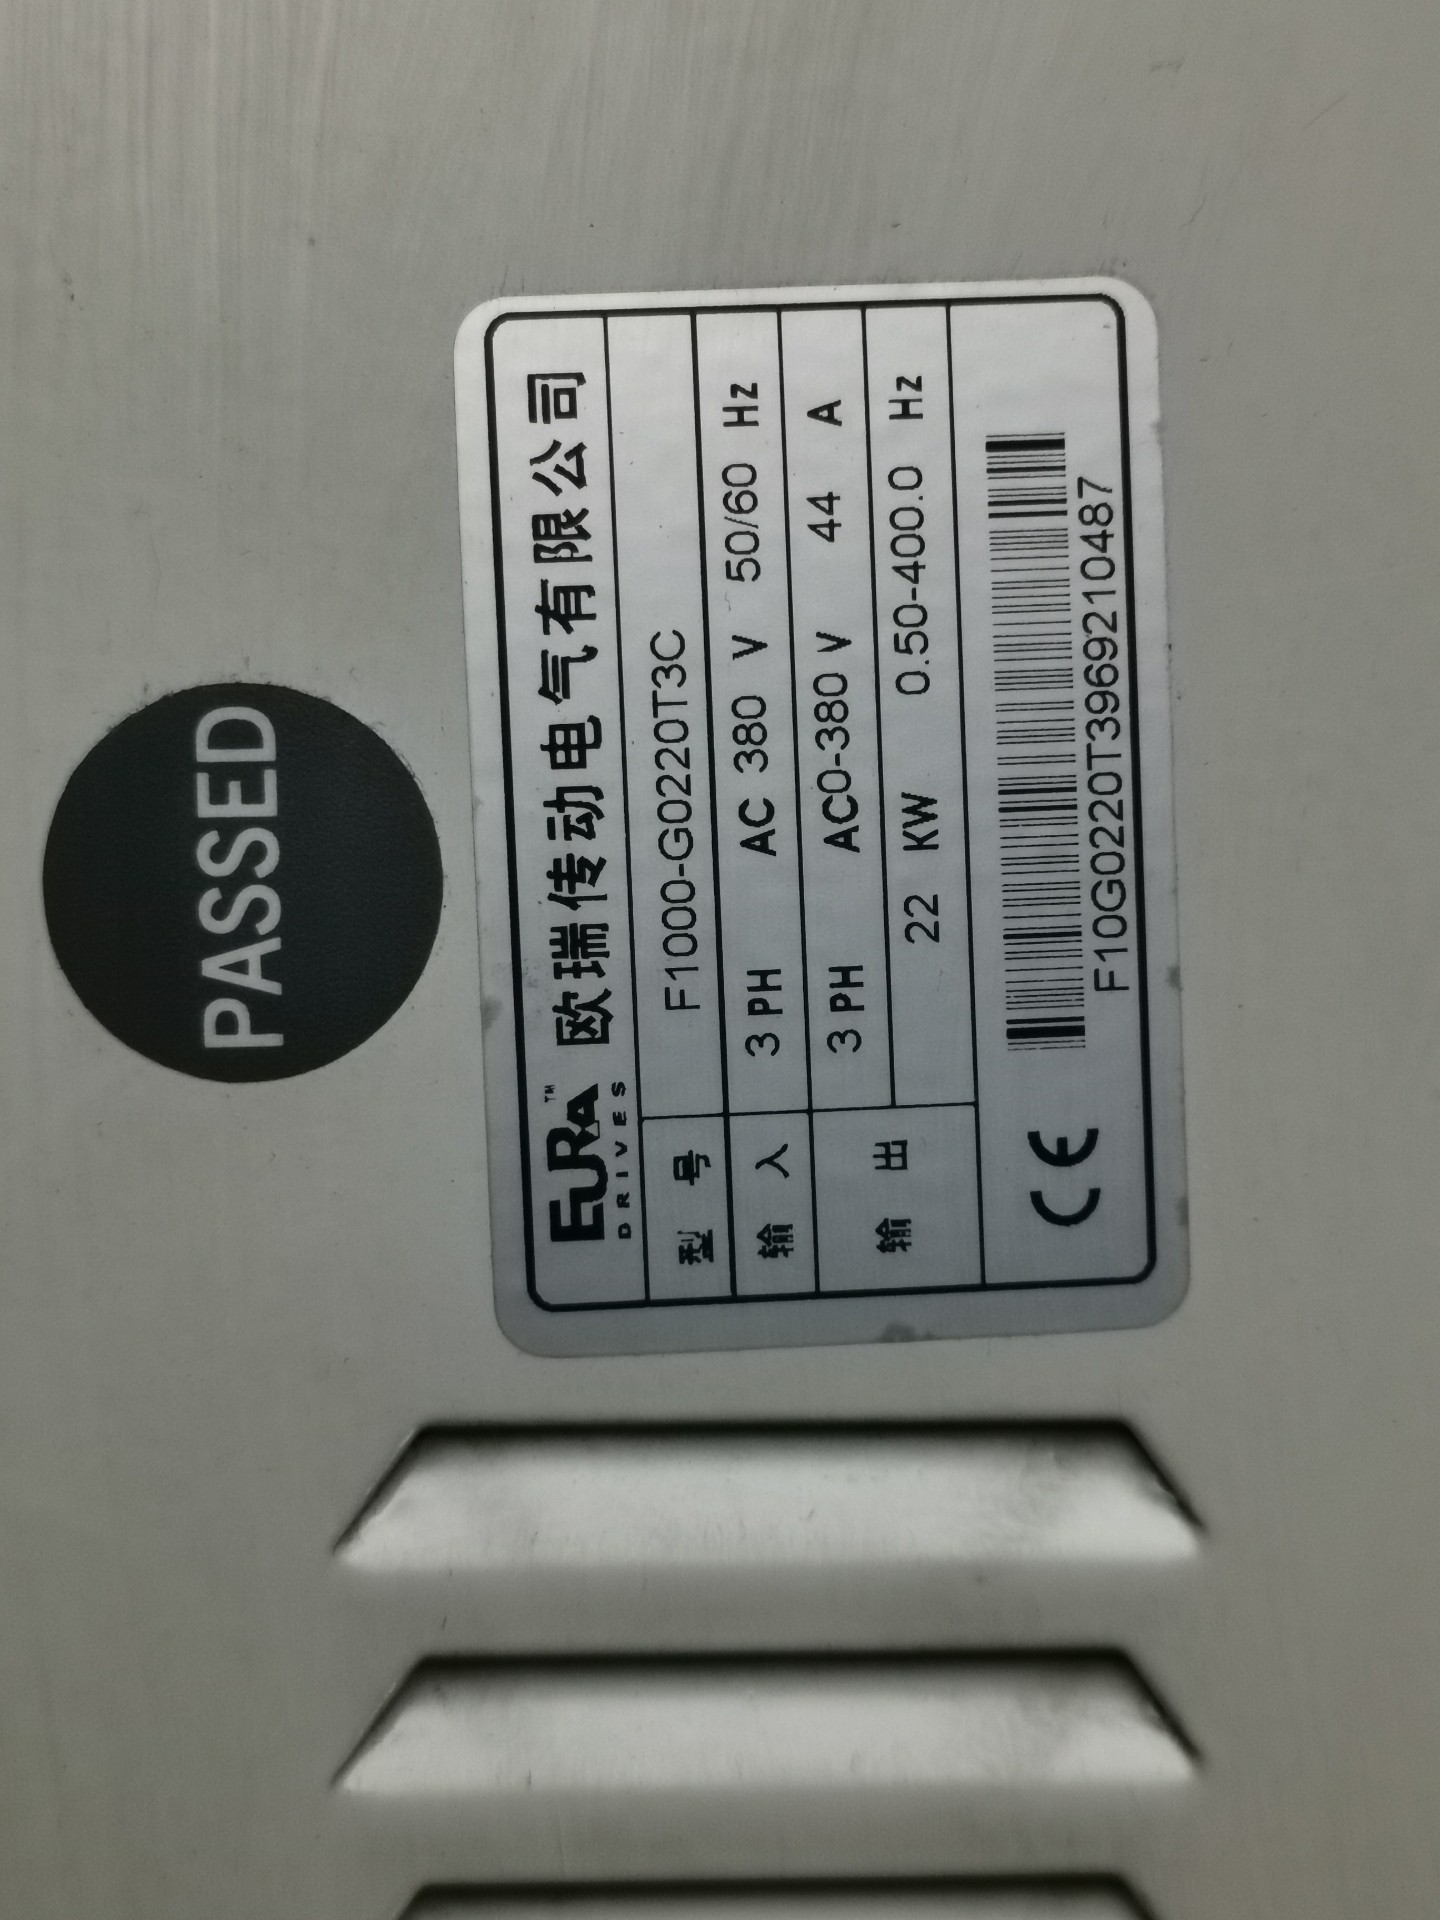 PASSED
EURA™ 欧瑞传动电气有限公司
DRIVES
型 号 F1000-G0220T3C
输 入 3 PH AC 380 V 50/60 Hz
输 出 3 PH AC0-380 V 44 A
22 KW 0.50-400.0 Hz
CE F10G0220T3969210487